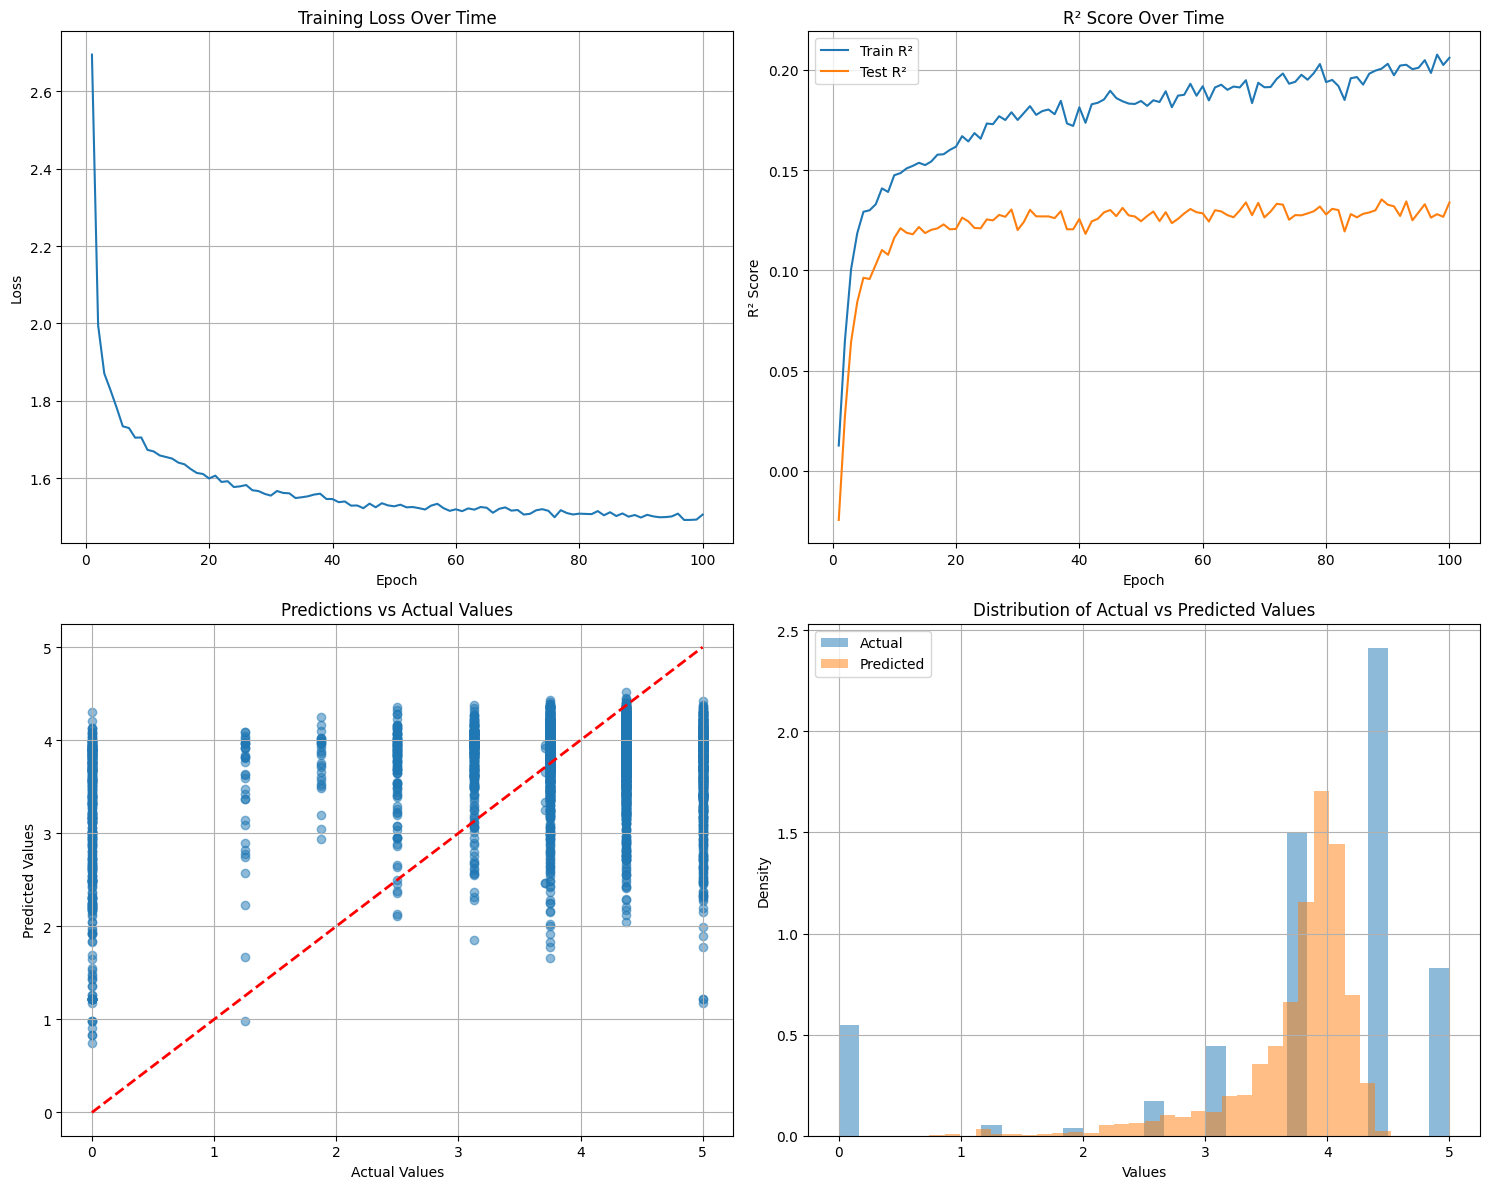 Training Loss Over Time
2.6
2.4
2.2
2.0
1.8
1.6
Loss
0 20 40 60 80 100
Epoch
R² Score Over Time
Train R²
Test R²
0.20
0.15
0.10
0.05
0.00
R² Score
0 20 40 60 80 100
Epoch
Predictions vs Actual Values
5
4
3
2
1
0
Predicted Values
0 1 2 3 4 5
Actual Values
Distribution of Actual vs Predicted Values
Actual
Predicted
2.5
2.0
1.5
1.0
0.5
0.0
Density
0 1 2 3 4 5
Values